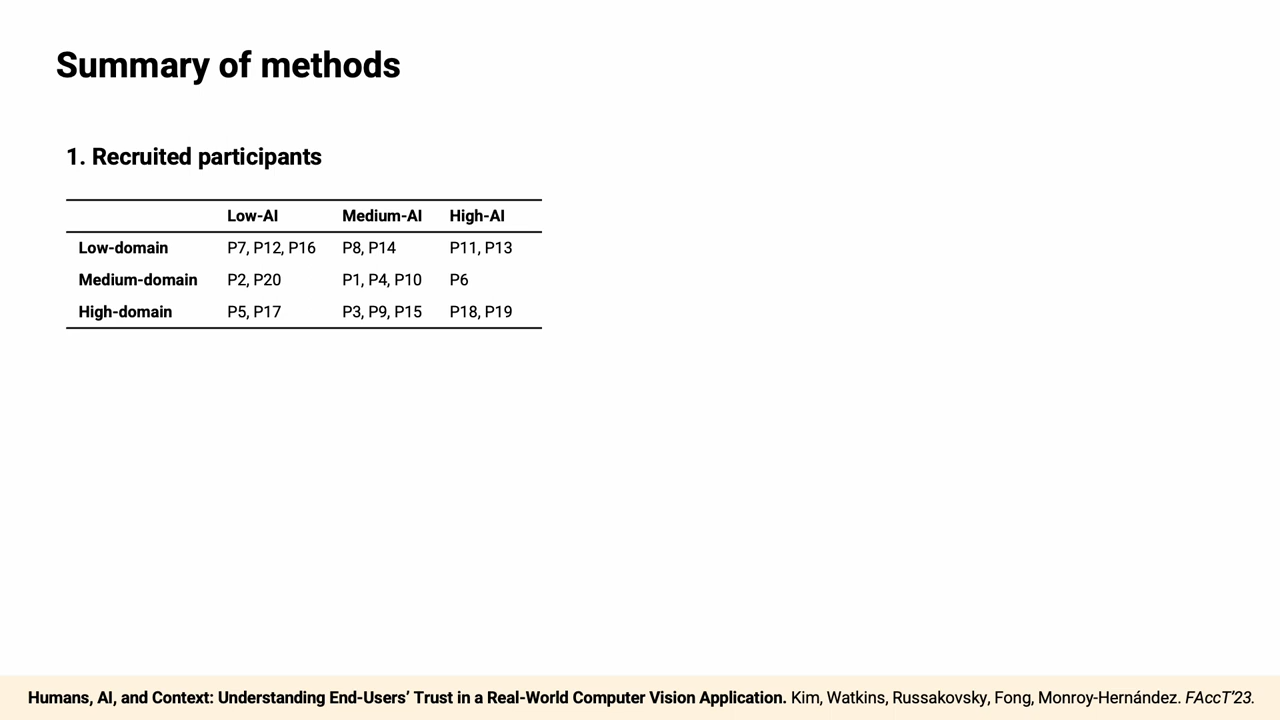 Summary of methods
1. Recruited participants
Low-AI Medium-AI High-AI
Low-domain P7, P12, P16 P8, P14 P11, P13
Medium-domain P2, P20 P1, P4, P10 P6
High-domain P5, P17 P3, P9, P15 P18, P19
Humans, AI, and Context: Understanding End-Users’ Trust in a Real-World Computer Vision Application. Kim, Watkins, Russakovsky, Fong, Monroy-Hernández. FAccT’23.